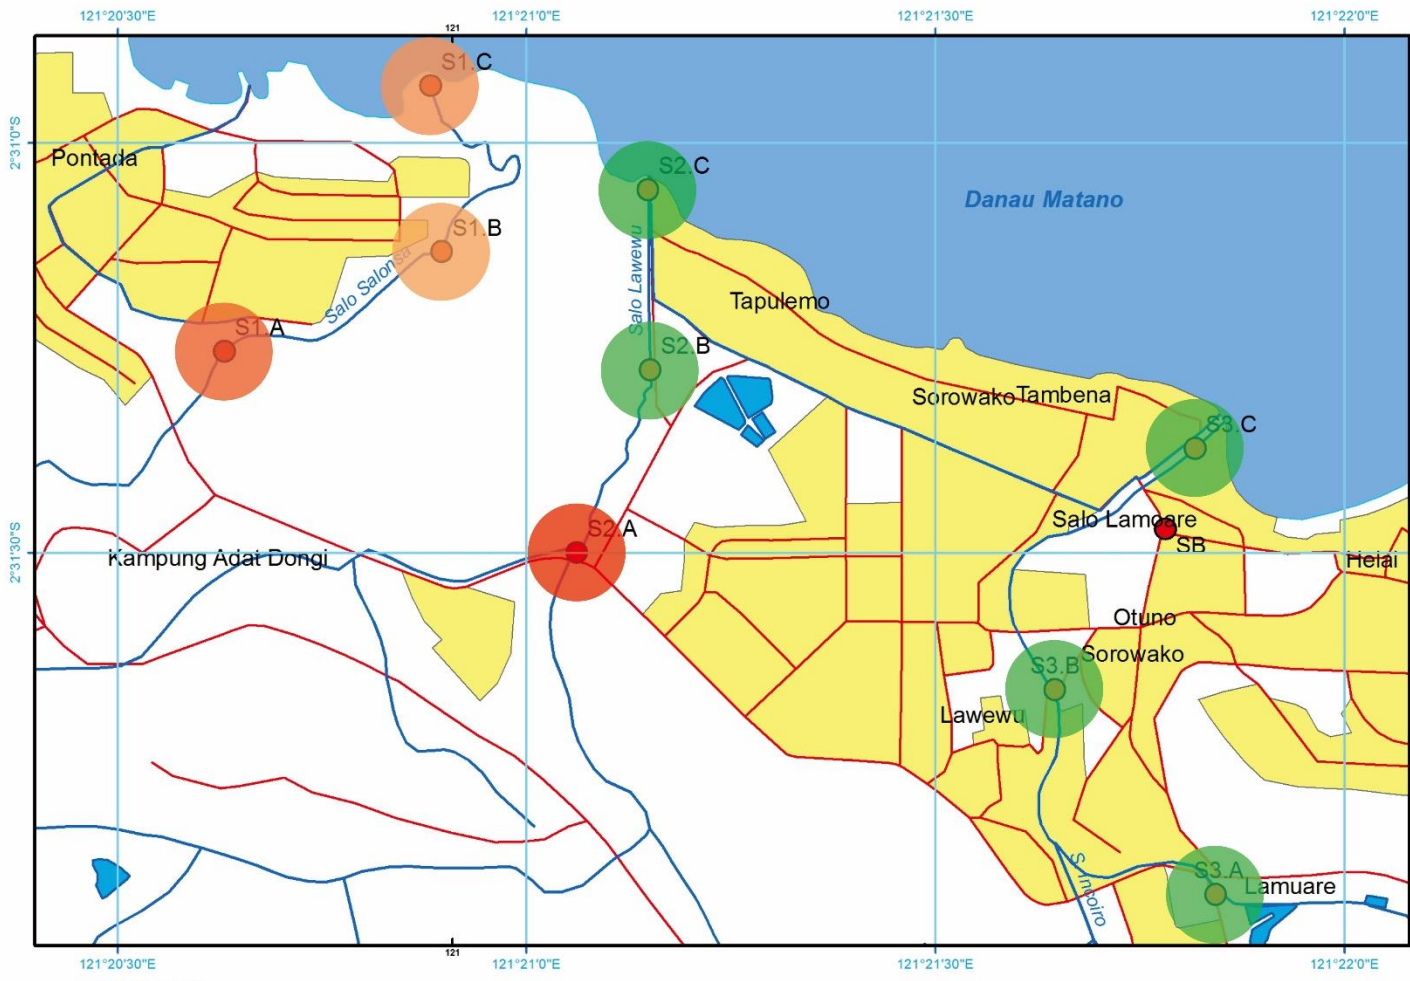 121°20'30"E
121°21'0"E
121°21'30"E
121°22'0"E
121
S1.C
2°31'0"S
Pontada
S2.C
Danau Matano
S1.B
Salo Salonsa
Salo Lawewu
Tapulemo
S1.A
S2.B
Sorowako
Tambena
S3.C
Salo Lamoare
S2.A
SB
2°31'30"S
Kampung Adat Dongi
Helai
Otuno
S3.B
Sorowako
Lawewu
S. Incoiro
S3.A
Lamuare
121
121°20'30"E
121°21'0"E
121°21'30"E
121°22'0"E